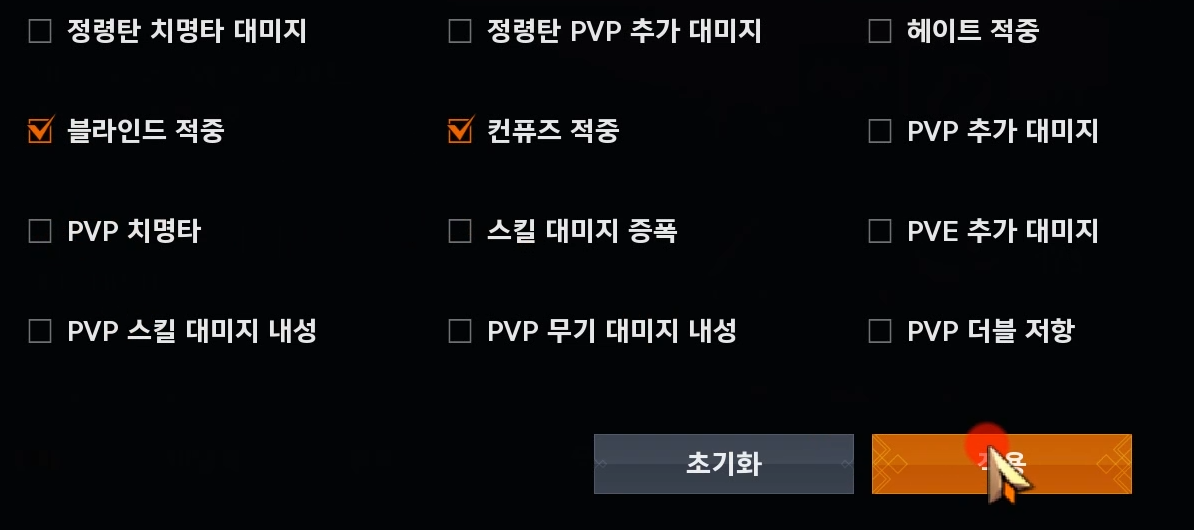 정령탄 치명타 대미지
정령탄 PVP 추가 대미지
헤이트 적중
블라인드 적중
컨퓨즈 적중
PVP 추가 대미지
PVP 치명타
스킬 대미지 증폭
PVE 추가 대미지
PVP 스킬 대미지 내성
PVP 무기 대미지 내성
PVP 더블 저항
초기화